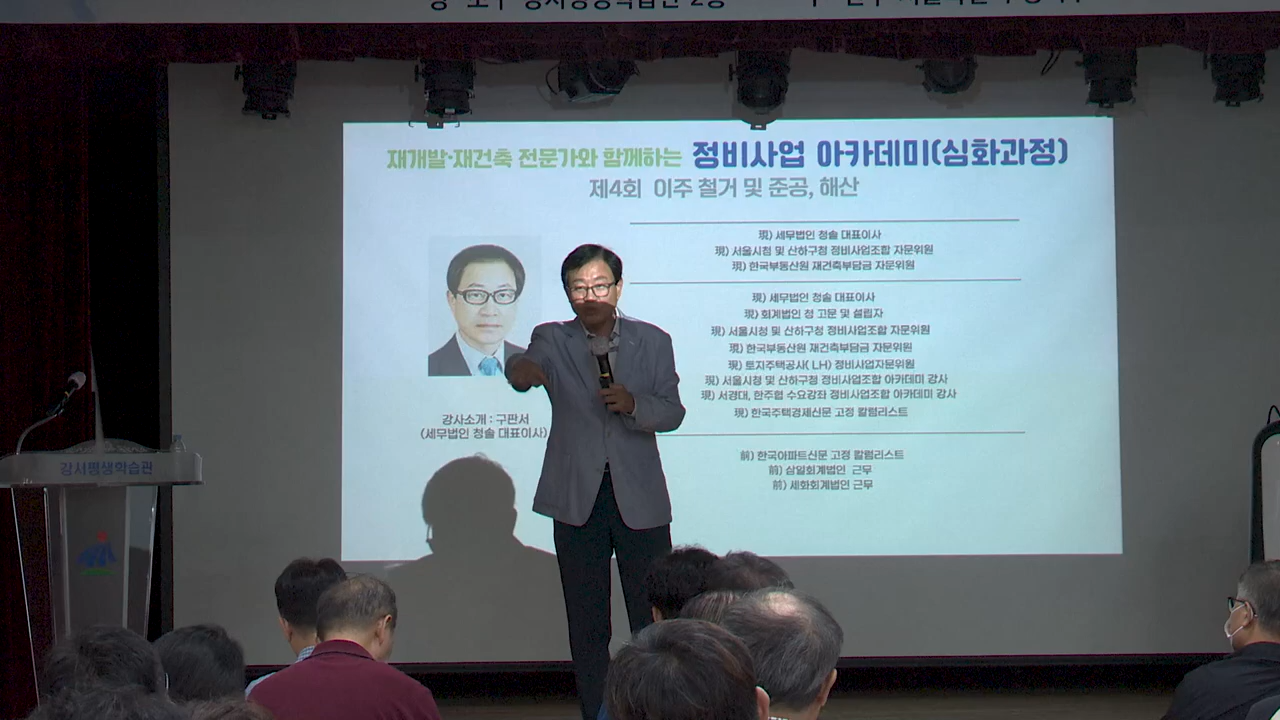 재개발·재건축 전문가와 함께하는 정비사업 아카데미(심화과정)
제4회 이주 철거 및 준공, 해산
現) 세무법인 청솔 대표이사
現) 서울시청 및 산하구청 정비사업조합 자문위원
現) 한국부동산원 재건축부담금 자문위원
現) 세무법인 청솔 대표이사
現) 회계법인 청 고문 및 설립자
現) 서울시청 및 산하구청 정비사업조합 자문위원
現) 한국부동산원 재건축부담금 자문위원
現) 토지주택공사( LH) 정비사업자문위원
現) 서울시청 및 산하구청 정비사업조합 아카데미 강사
現) 서경대, 한주협 수요강좌 정비사업조합 아카데미 강사
現) 한국주택경제신문 고정 칼럼리스트
강사소개 : 구판서
(세무법인 청솔 대표이사)
前) 한국아파트신문 고정 칼럼리스트
前) 삼일회계법인 근무
前) 세화회계법인 근무
강서평생학습관